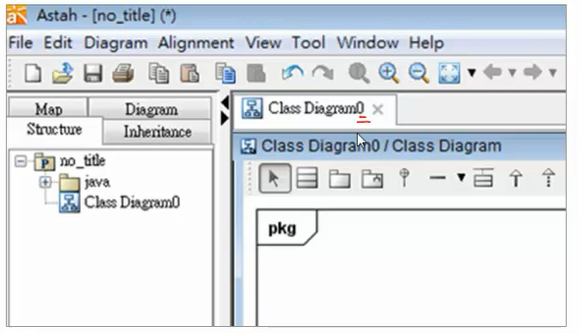 Astah - [no_title] (*)
File Edit Diagram Alignment View Tool Window Help
Map Diagram
Structure Inheritance
no_title
java
Class Diagram0
Class Diagram0
Class Diagram0 / Class Diagram
pkg